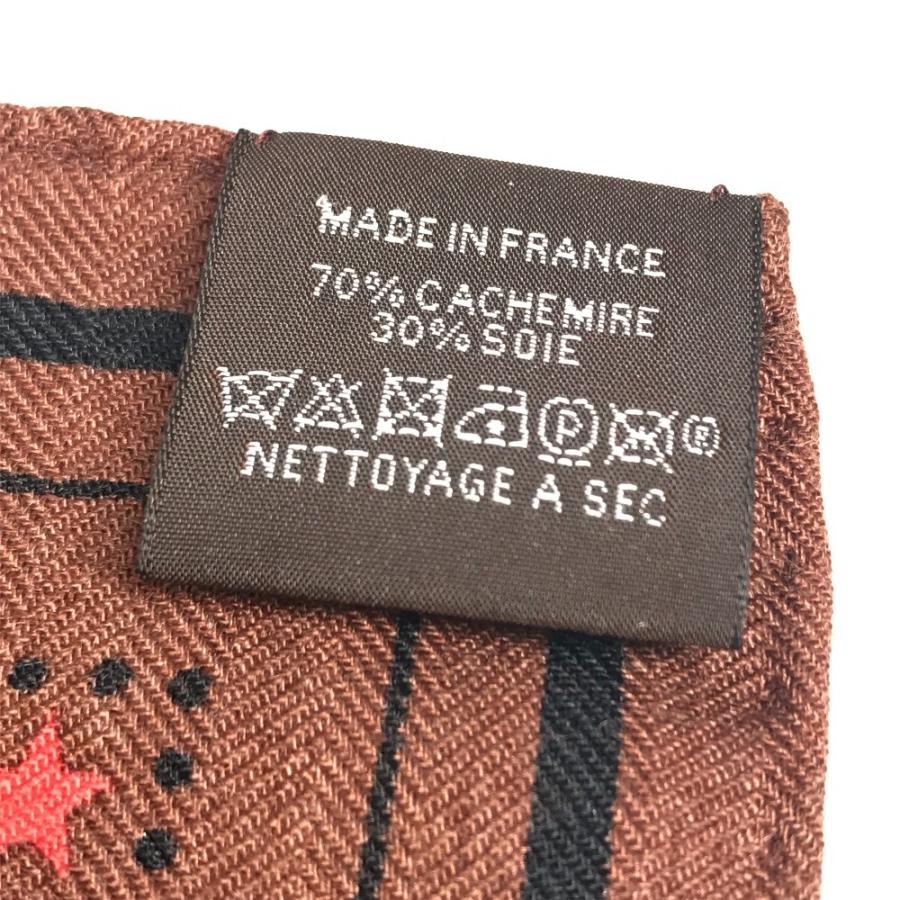 MADE IN FRANCE
70% CACHEMIRE
30% SOIE
P ®
NETTOYAGE A SEC